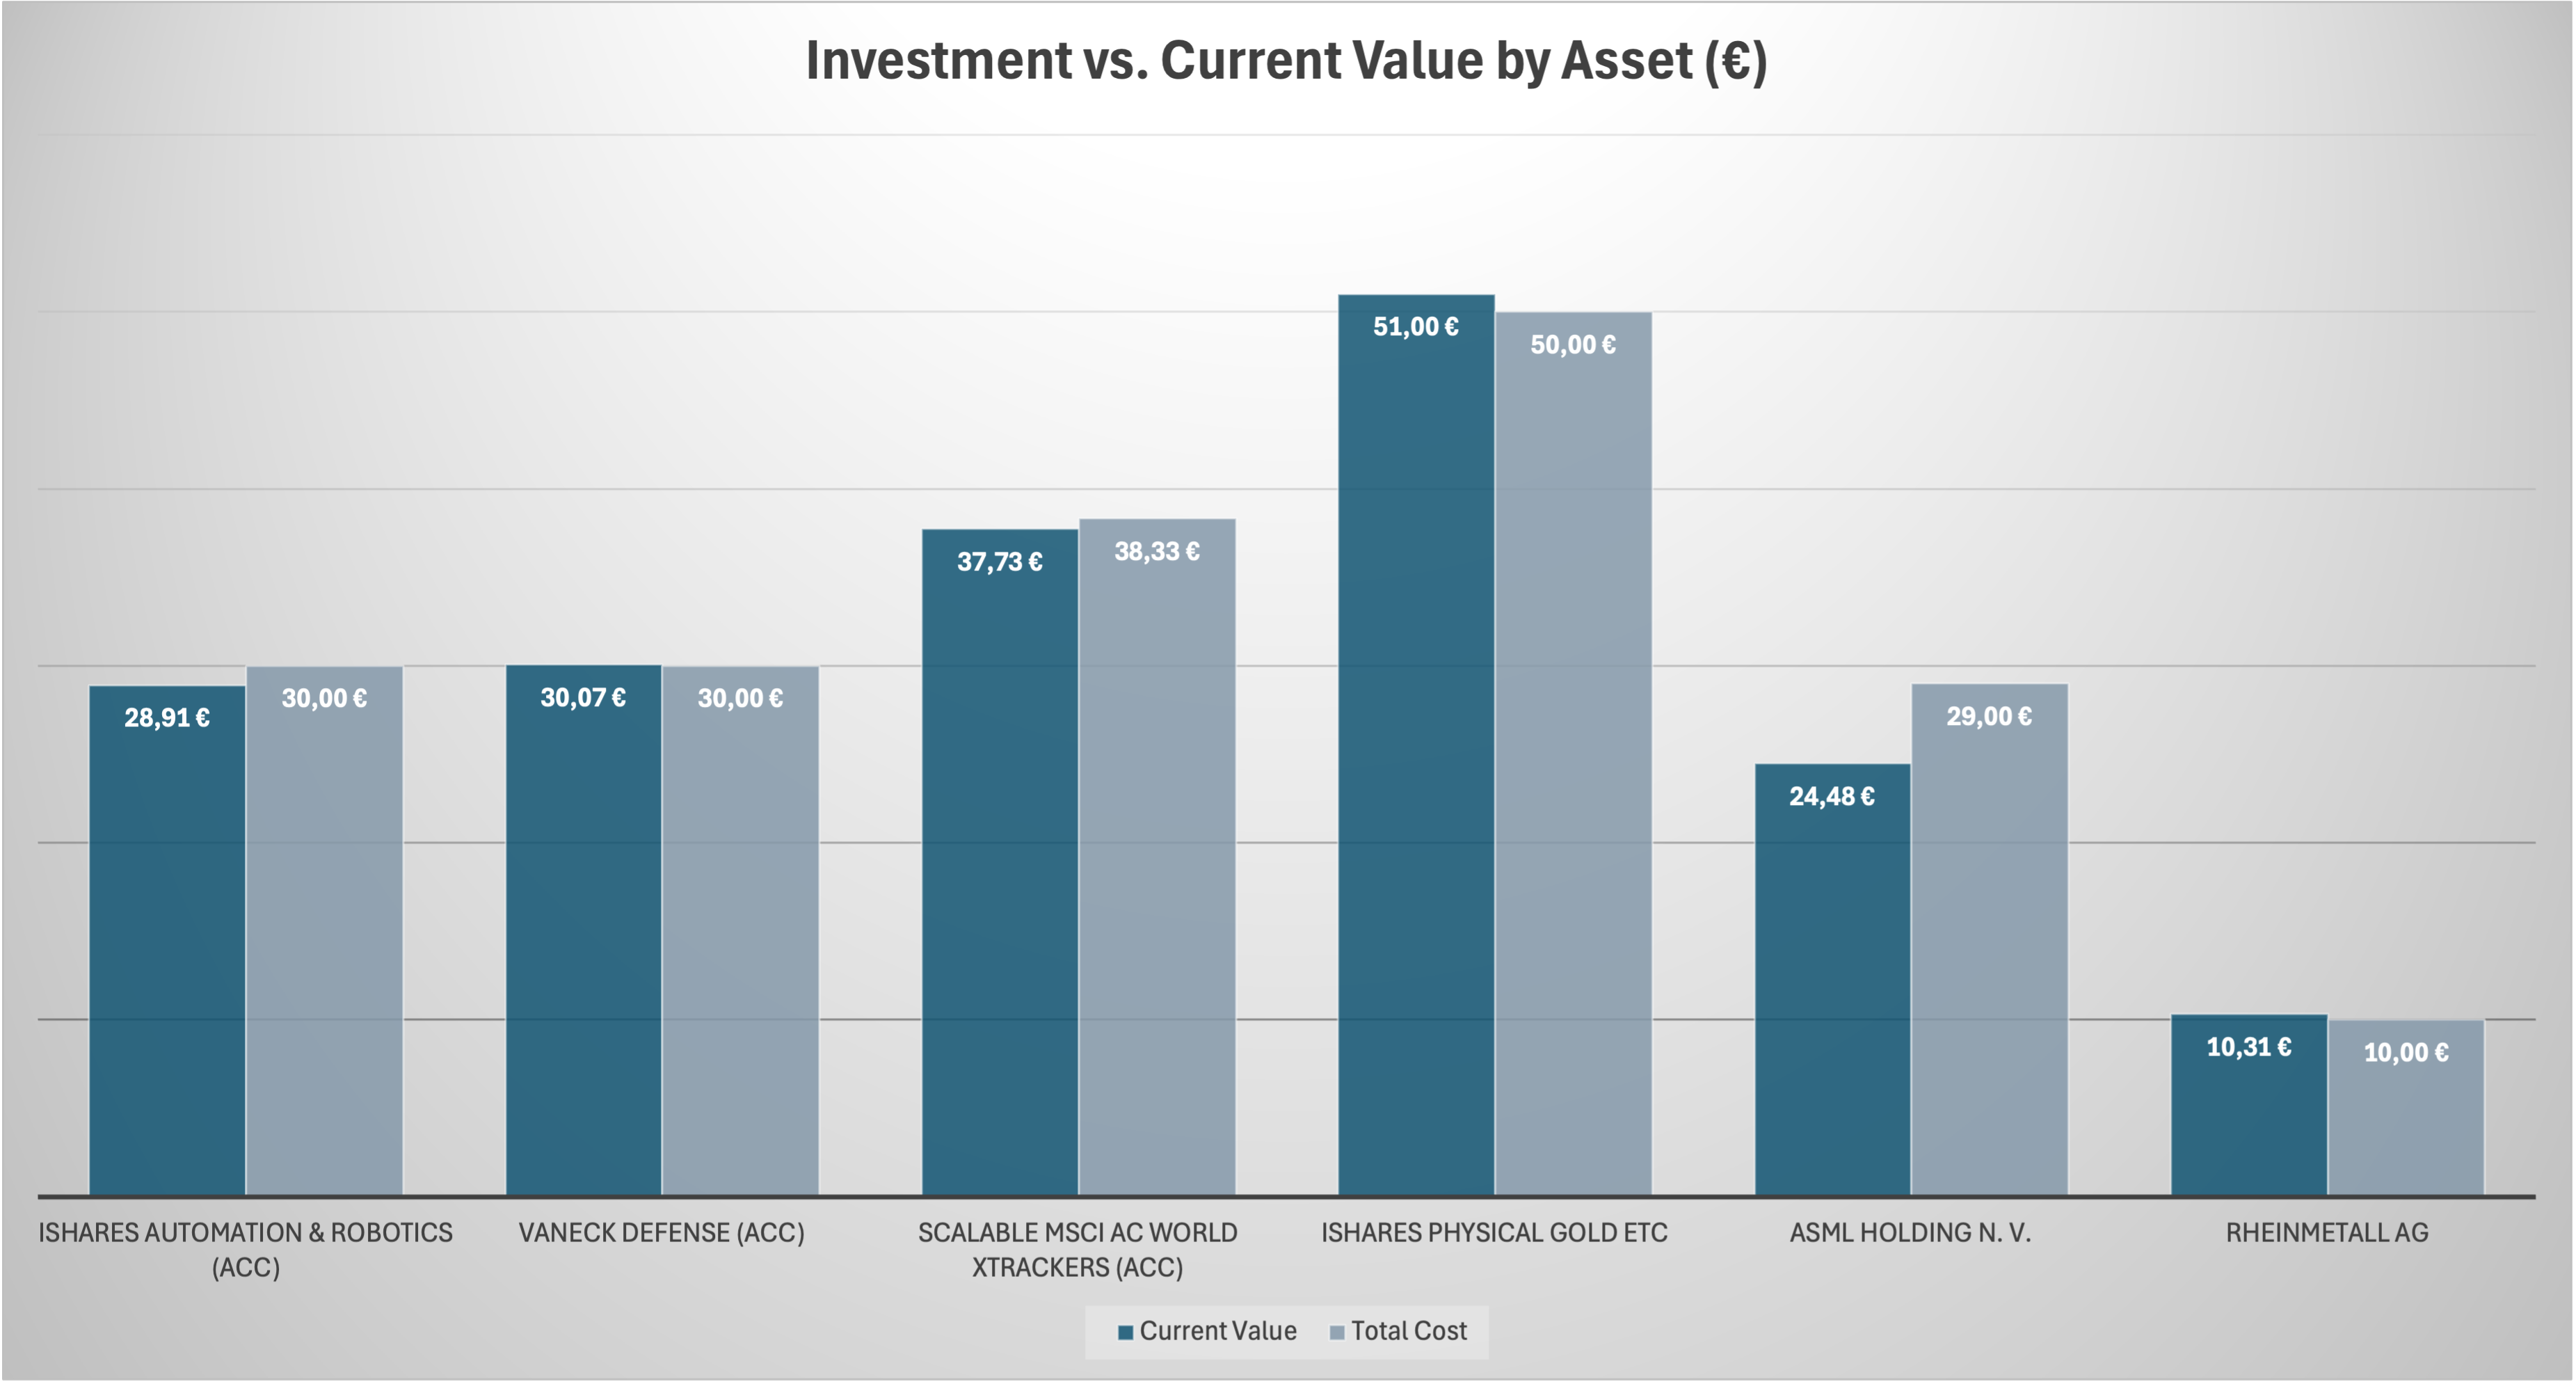 Investment vs. Current Value by Asset (€)
51,00 €
50,00 €
37,73 €
38,33 €
28,91 €
30,00 €
30,07 €
30,00 €
24,48 €
29,00 €
10,31 €
10,00 €
ISHARES AUTOMATION & ROBOTICS
(ACC)
VANECK DEFENSE (ACC)
SCALABLE MSCI AC WORLD
XTRACKERS (ACC)
ISHARES PHYSICAL GOLD ETC
ASML HOLDING N. V.
RHEINMETALL AG
Current Value
Total Cost